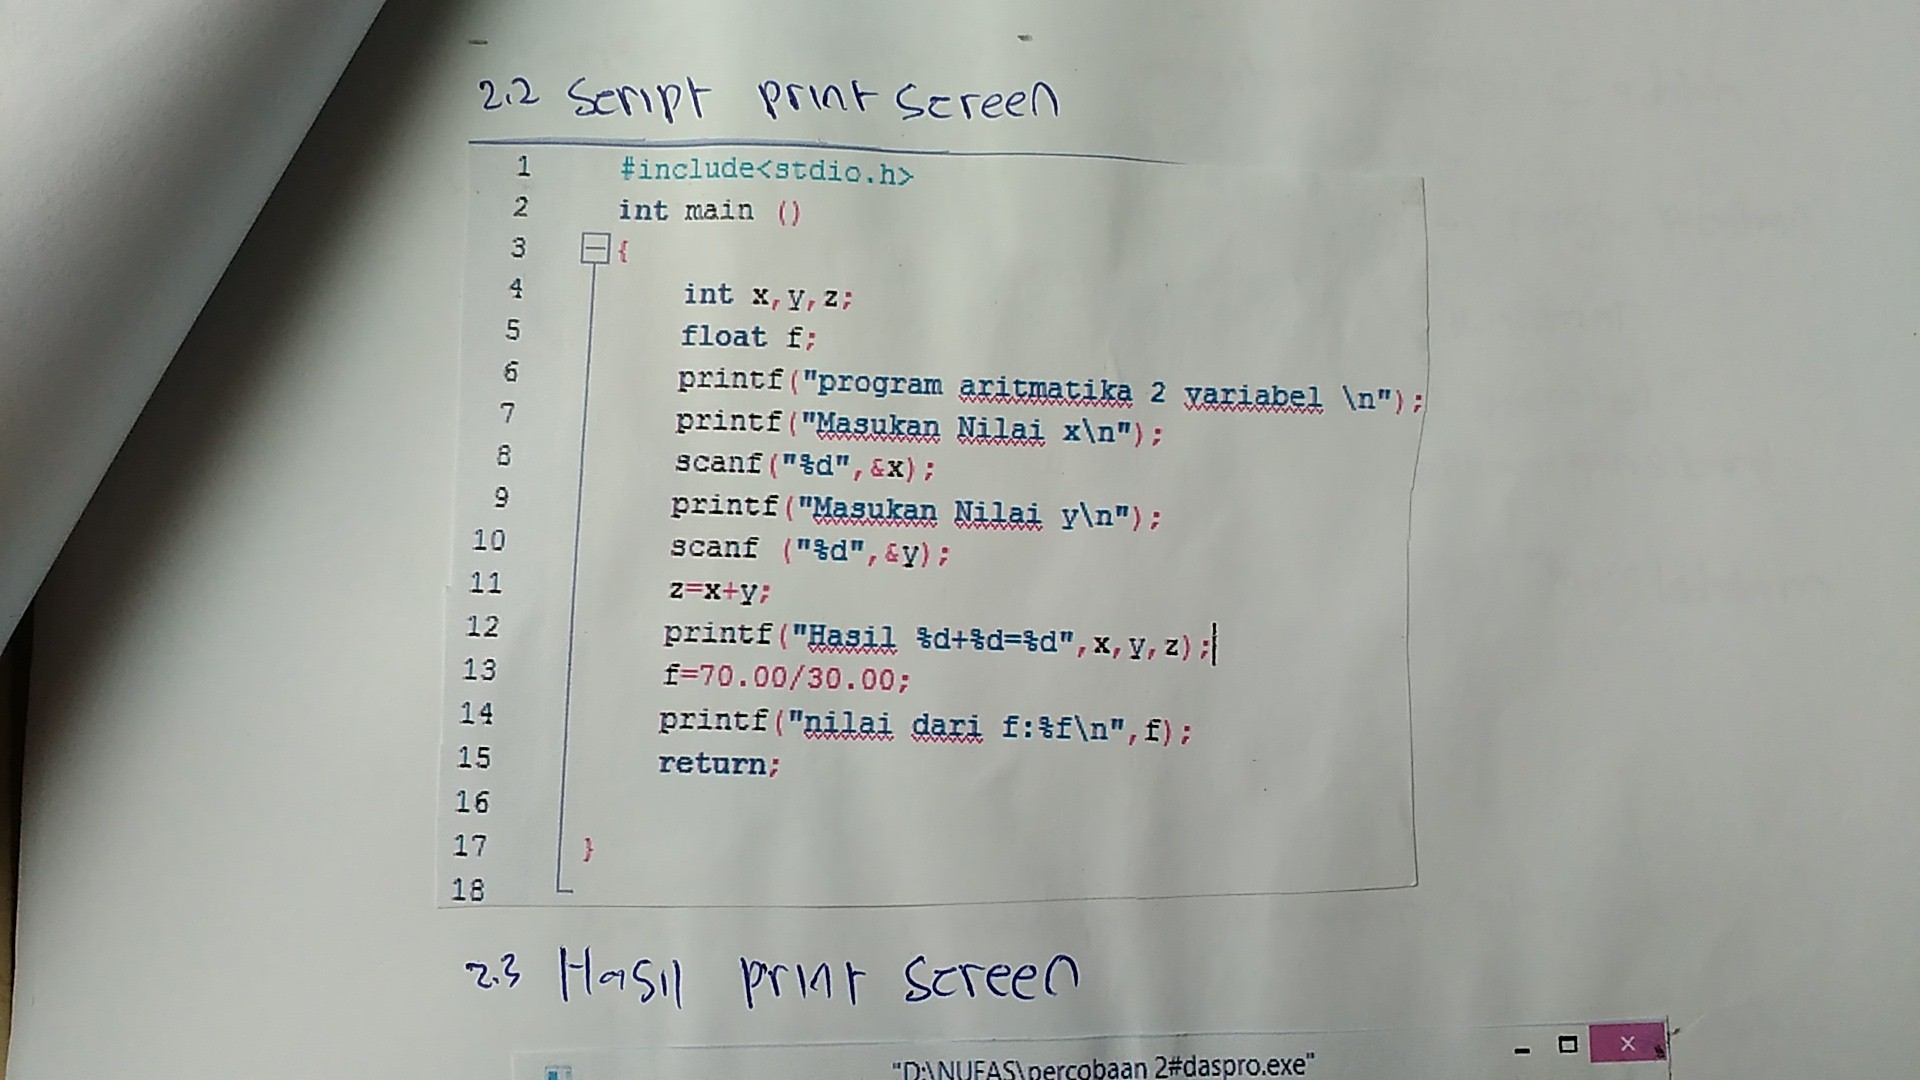 2.2 Script print screen
1 #include<stdio.h>
2 int main ()
3 {
4 int x,y,z;
5 float f;
6 printf("program aritmatika 2 variabel \n");
7 printf("Masukan Nilai x\n");
8 scanf("%d",&x);
9 printf("Masukan Nilai y\n");
10 scanf ("%d",&y);
11 z=x+y;
12 printf("Hasil %d+%d=%d",x,y,z);
13 f=70.00/30.00;
14 printf("nilai dari f:%f\n",f);
15 return;
16
17 }
18
2.3 Hasil print screen
"D:\NUFAS\percobaan 2#daspro.exe"